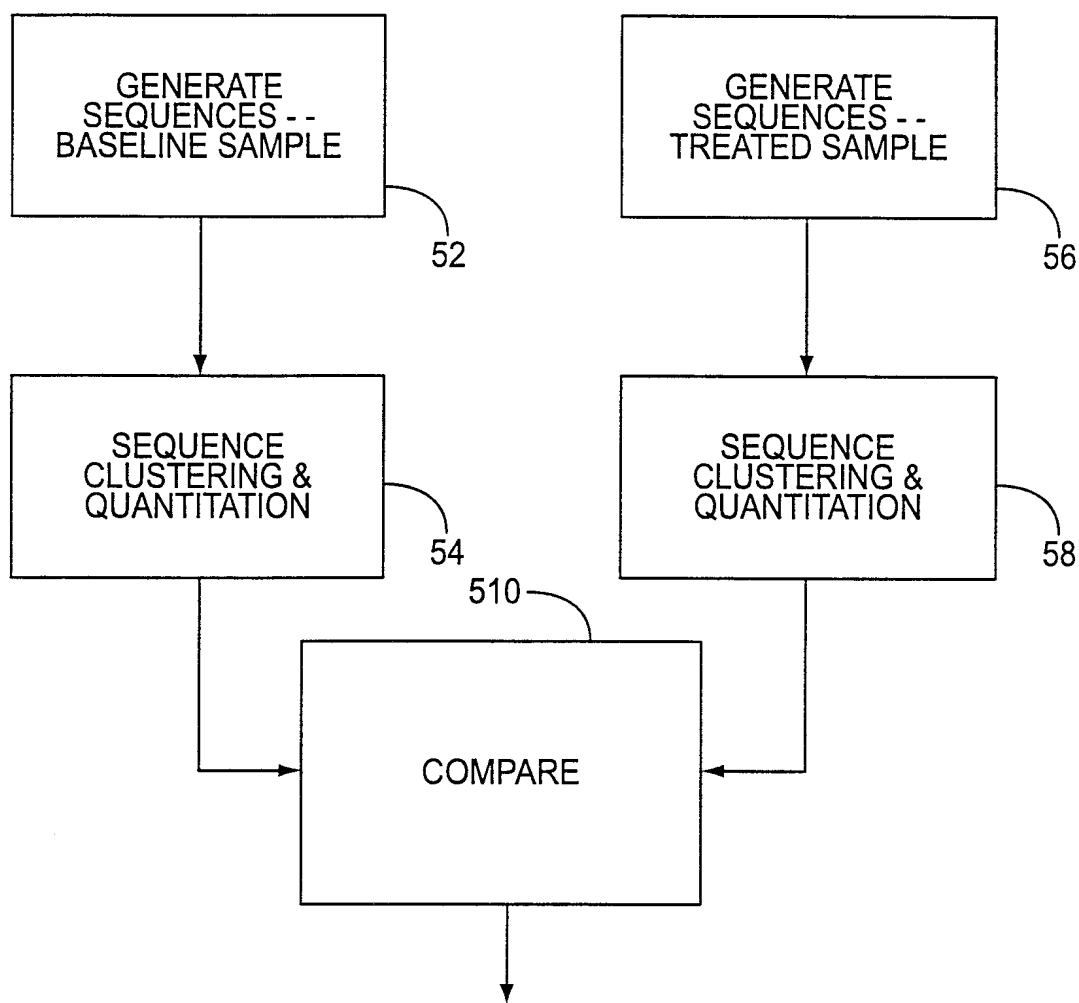 GENERATE
SEQUENCES - -
BASELINE SAMPLE
52
GENERATE
SEQUENCES - -
TREATED SAMPLE
56
SEQUENCE
CLUSTERING &
QUANTITATION
54
SEQUENCE
CLUSTERING &
QUANTITATION
58
510
COMPARE